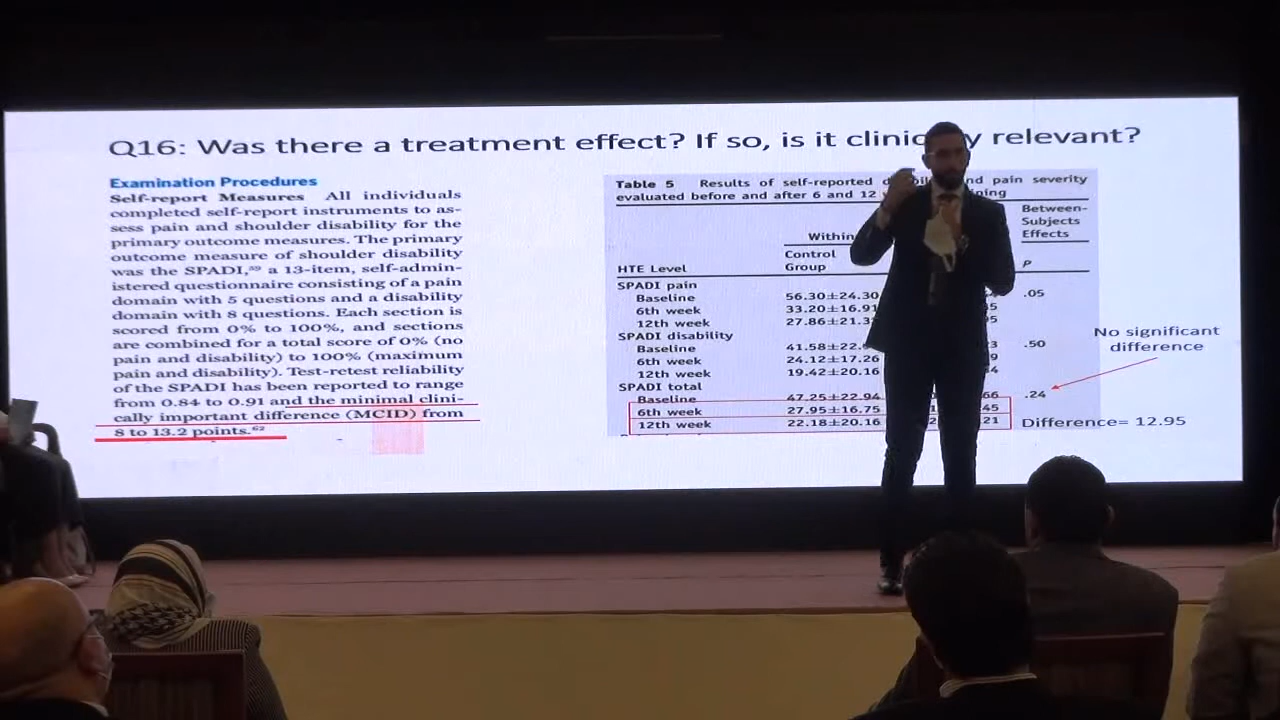 Q16: Was there a treatment effect? If so, is it relevant?
Examination Procedures
Self-report Measures All individuals
completed self-report instruments to as-
sess pain and shoulder disability for the
primary outcome measures. The primary
outcome measure of shoulder disability
was the SPADI,⁵⁹ a 13-item, self-admin-
istered questionnaire consisting of a pain
domain with 5 questions and a disability
domain with 8 questions. Each section is
scored from 0% to 100%, and sections
are combined for a total score of 0% (no
pain and disability) to 100% (maximum
pain and disability). Test-retest reliability
of the SPADI has been reported to range
from 0.84 to 0.91 and the minimal clini-
cally important difference (MCID) from
8 to 13.2 points.⁶²
Table 5 Results of self-reported and pain severity
evaluated before and after 6 and 12
Between-
Subjects
Effects
Within
Control
Group
P
HTE Level
SPADI pain
Baseline 56.30±24.30 .05
6th week 33.20±16.91
12th week
SPADI disability
Baseline .50
6th week 24.12±17.26
12th week 19.42±20.16
SPADI total
Baseline 47.25±22.94 .24
6th week 27.95±16.75 45
12th week 22.18±20.16 21
No significant
difference
Difference= 12.95